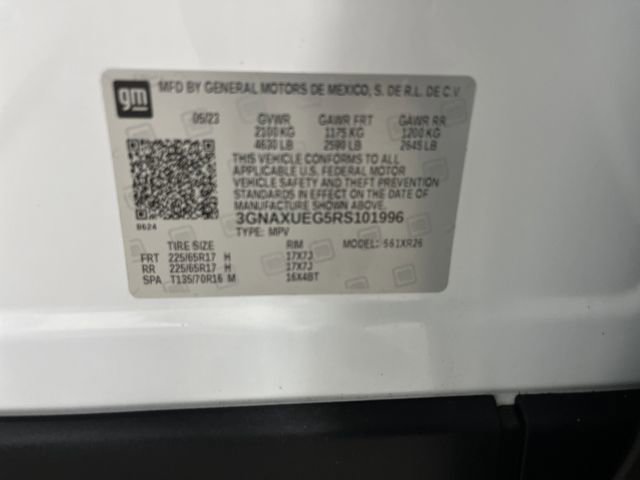 gm
MFD BY GENERAL MOTORS DE MEXICO, S. DE R.L. DE C.V.
05/23 GVWR GAWR FRT GAWR RR
2100 KG 1175 KG 1200 KG
4630 LB 2590 LB 2645 LB
THIS VEHICLE CONFORMS TO ALL
APPLICABLE U.S. FEDERAL MOTOR
VEHICLE SAFETY AND THEFT PREVENTION
STANDARDS IN EFFECT ON THE DATE OF
MANUFACTURE SHOWN ABOVE.
3GNAXUEG5RS101996
0624 TYPE: MPV
TIRE SIZE RIM MODEL: 561XR26
FRT 225/65R17 H 17X7J
RR 225/65R17 H 17X7J
SPA T135/70R16 M 16X4BT